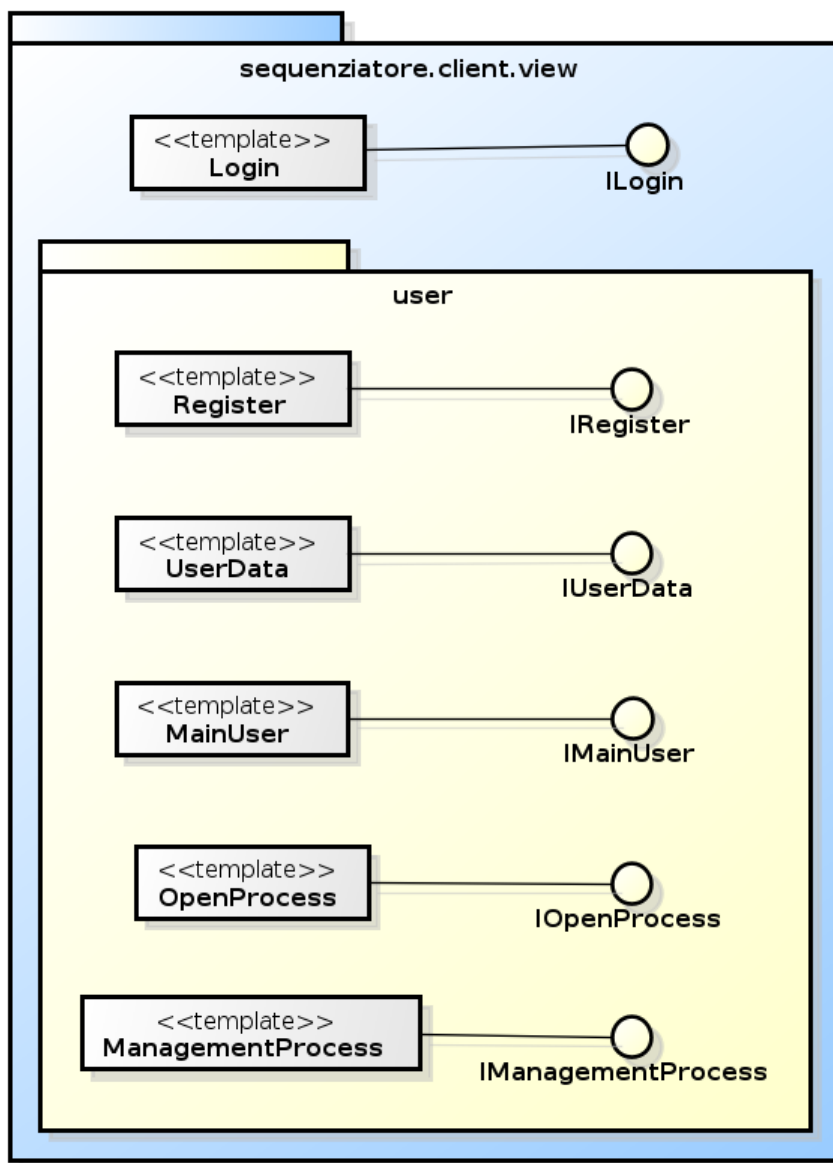 sequenziatore.client.view
<<template>>
Login
ILogin
user
<<template>>
Register
IRegister
<<template>>
UserData
IUserData
<<template>>
MainUser
IMainUser
<<template>>
OpenProcess
IOpenProcess
<<template>>
ManagementProcess
IManagementProcess